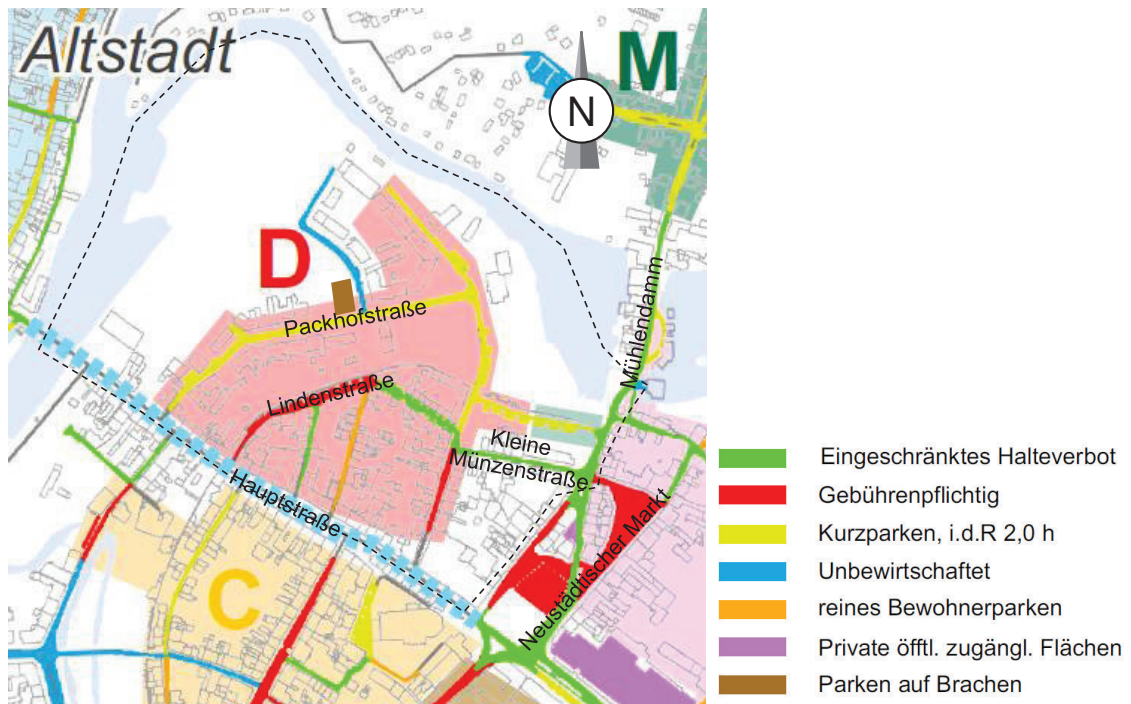 Altstadt
M
N
D
Mühlendamm
Packhofstraße
Lindenstraße
Kleine
Münzenstraße
Hauptstraße
Neustädtischer Markt
C
Eingeschränktes Halteverbot
Gebührenpflichtig
Kurzparken, i.d.R 2,0 h
Unbewirtschaftet
reines Bewohnerparken
Private öfftl. zugängl. Flächen
Parken auf Brachen